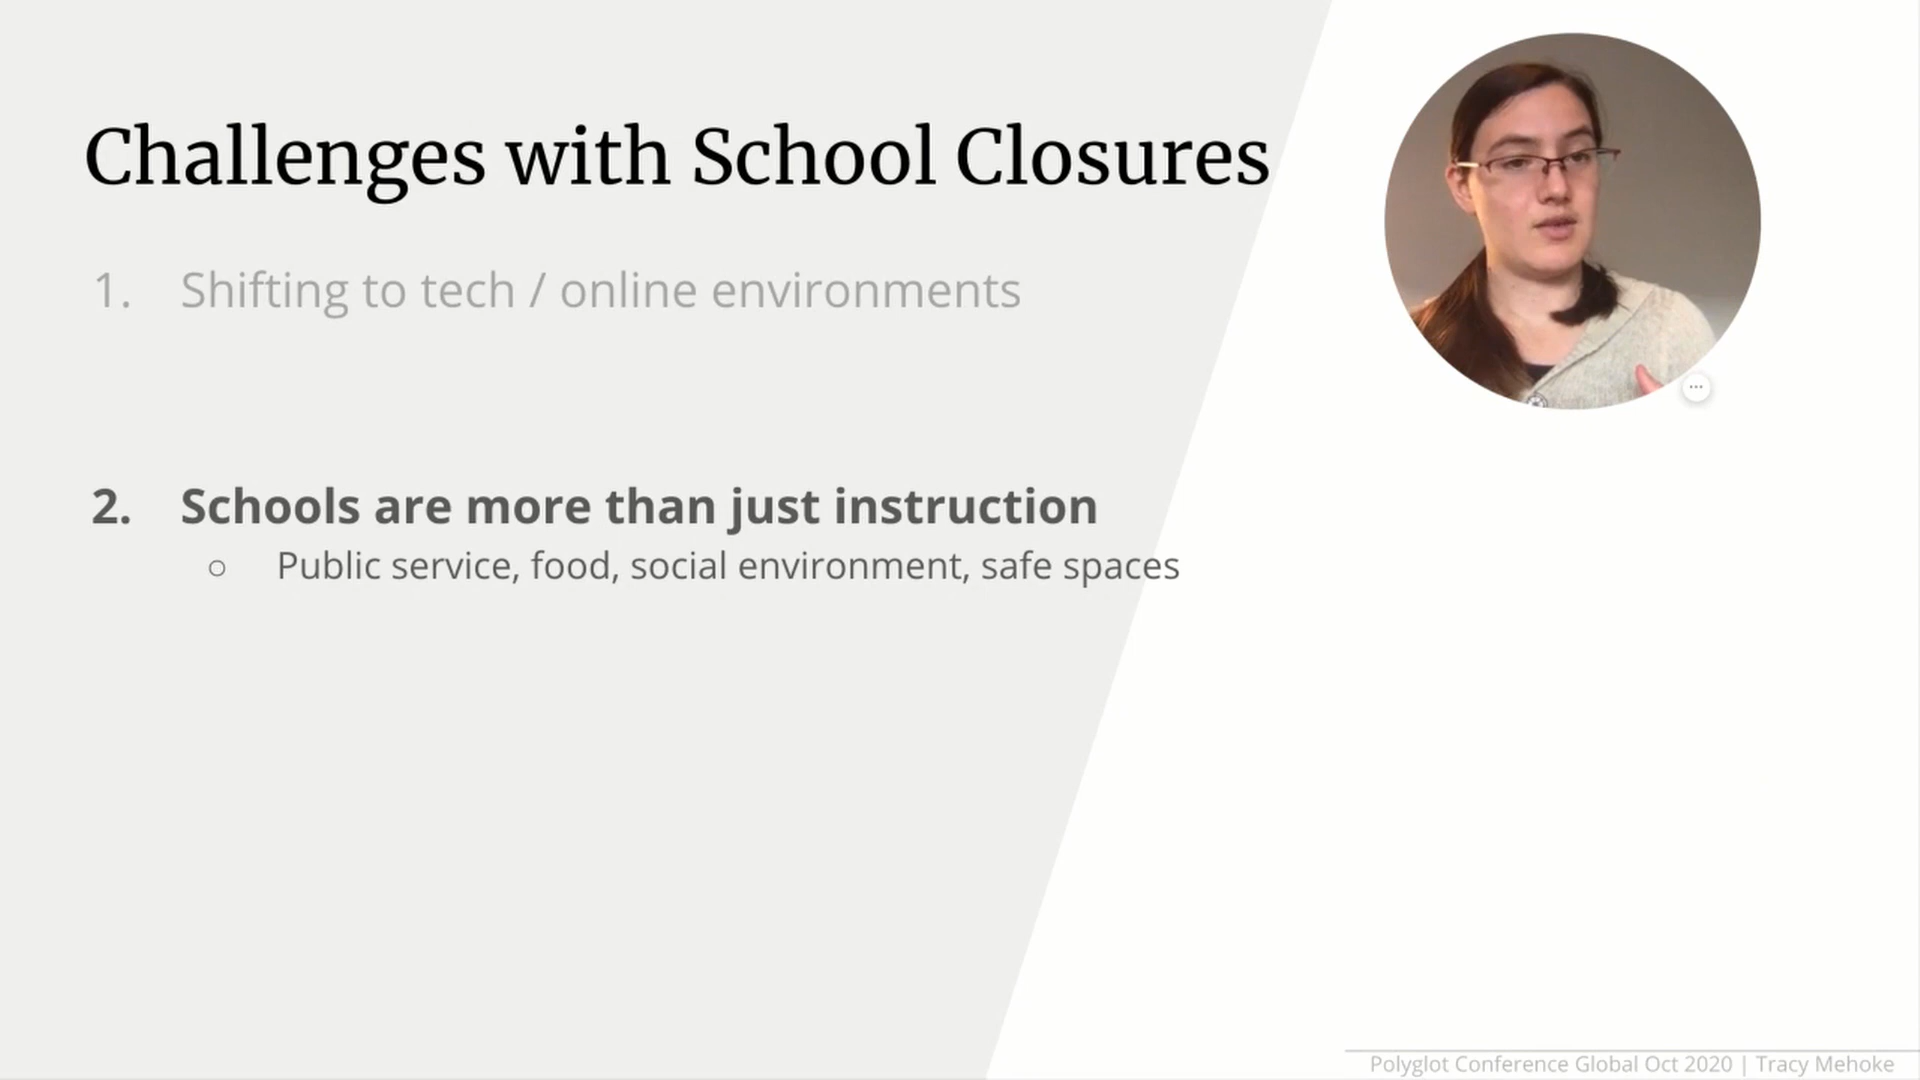 Challenges with School Closures
1. Shifting to tech / online environments
2. Schools are more than just instruction
○ Public service, food, social environment, safe spaces
Polyglot Conference Global Oct 2020 | Tracy Mehoke